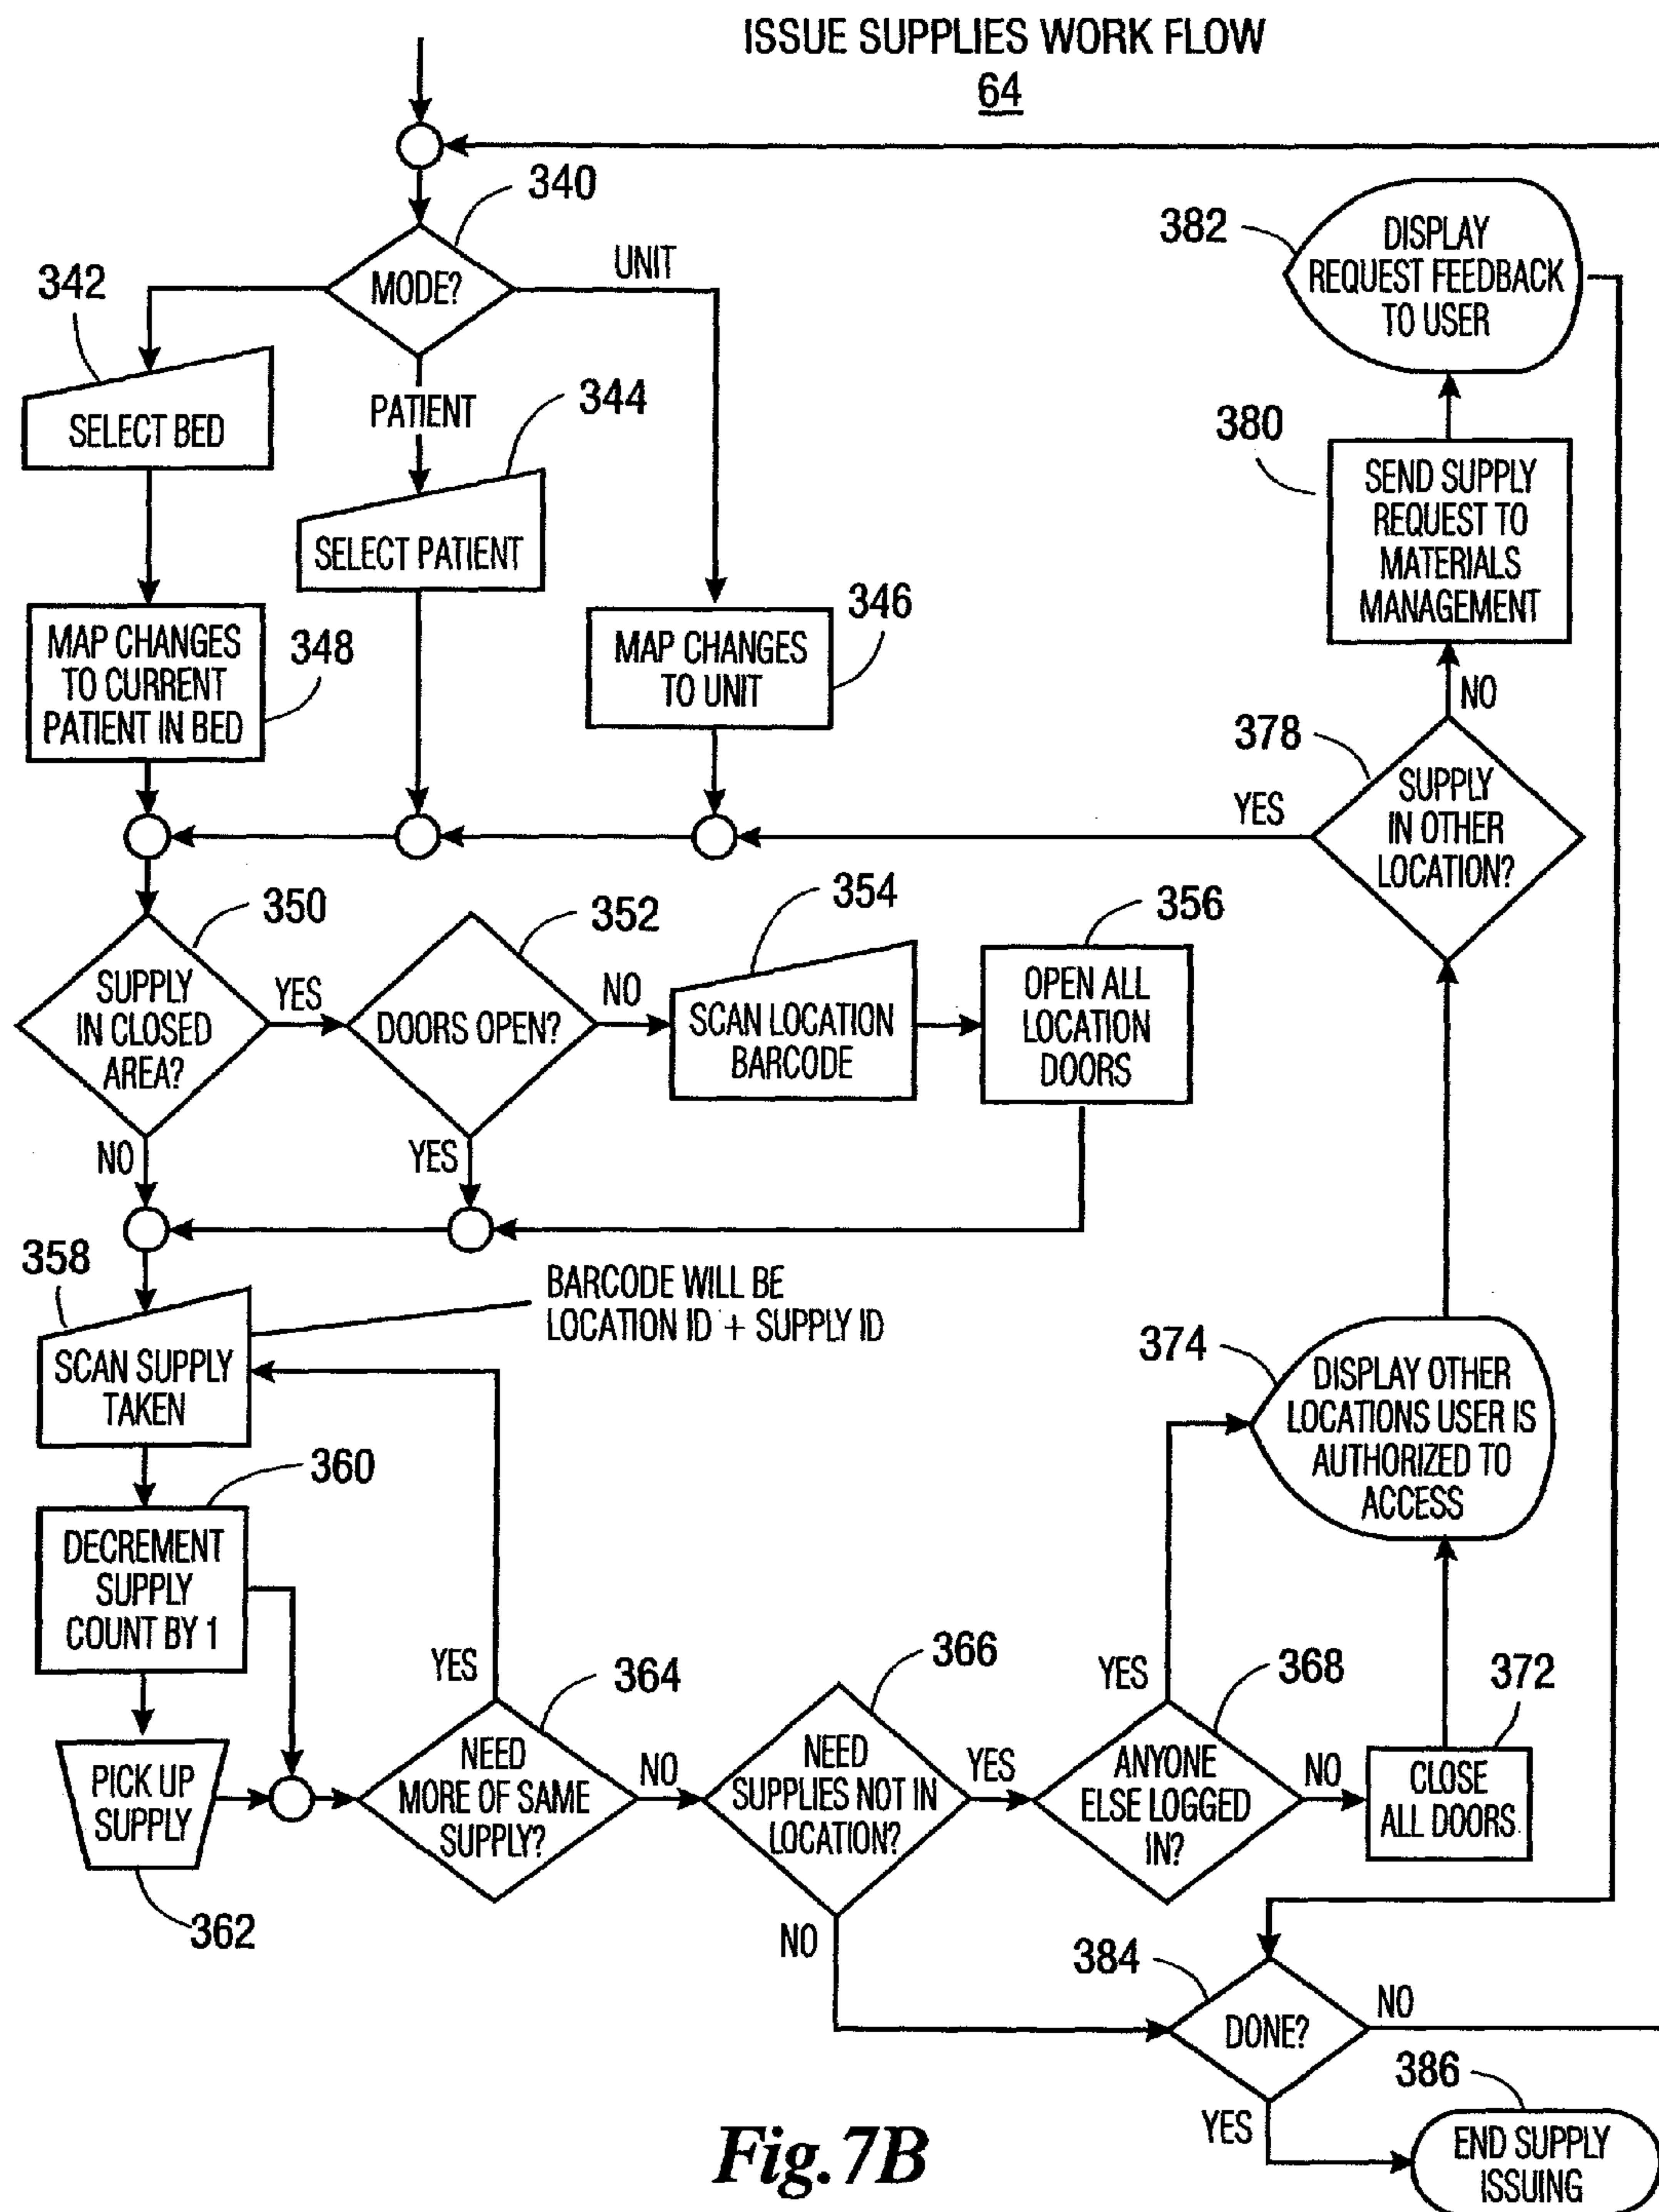 ISSUE SUPPLIES WORK FLOW
64
340
MODE?
UNIT
342
SELECT BED
PATIENT
344
SELECT PATIENT
MAP CHANGES
TO CURRENT
PATIENT IN BED
348
346
MAP CHANGES
TO UNIT
382
DISPLAY
REQUEST FEEDBACK
TO USER
380
SEND SUPPLY
REQUEST TO
MATERIALS
MANAGEMENT
NO
378
SUPPLY
IN OTHER
LOCATION?
YES
350
SUPPLY
IN CLOSED
AREA?
YES
NO
352
DOORS OPEN?
NO
YES
354
SCAN LOCATION
BARCODE
356
OPEN ALL
LOCATION
DOORS
358
SCAN SUPPLY
TAKEN
BARCODE WILL BE
LOCATION ID + SUPPLY ID
360
DECREMENT
SUPPLY
COUNT BY 1
PICK UP
SUPPLY
362
YES
364
NEED
MORE OF SAME
SUPPLY?
NO
366
NEED
SUPPLIES NOT IN
LOCATION?
YES
NO
YES
368
ANYONE
ELSE LOGGED
IN?
NO
372
CLOSE
ALL DOORS
374
DISPLAY OTHER
LOCATIONS USER IS
AUTHORIZED TO
ACCESS
384
DONE?
NO
YES
386
END SUPPLY
ISSUING
Fig.7B